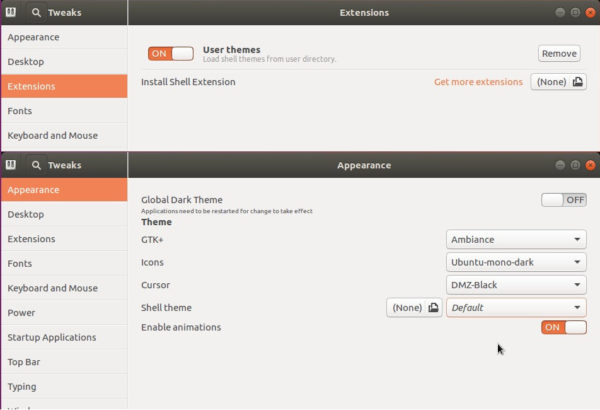 Tweaks
Extensions
Appearance
Desktop
Extensions
Fonts
Keyboard and Mouse
ON
User themes
Load shell themes from user directory.
Remove
Install Shell Extension
Get more extensions
(None)
Tweaks
Appearance
Appearance
Desktop
Extensions
Fonts
Keyboard and Mouse
Power
Startup Applications
Top Bar
Typing
Global Dark Theme
Applications need to be restarted for change to take effect
OFF
Theme
GTK+
Ambiance
Icons
Ubuntu-mono-dark
Cursor
DMZ-Black
Shell theme
(None)
Default
Enable animations
ON